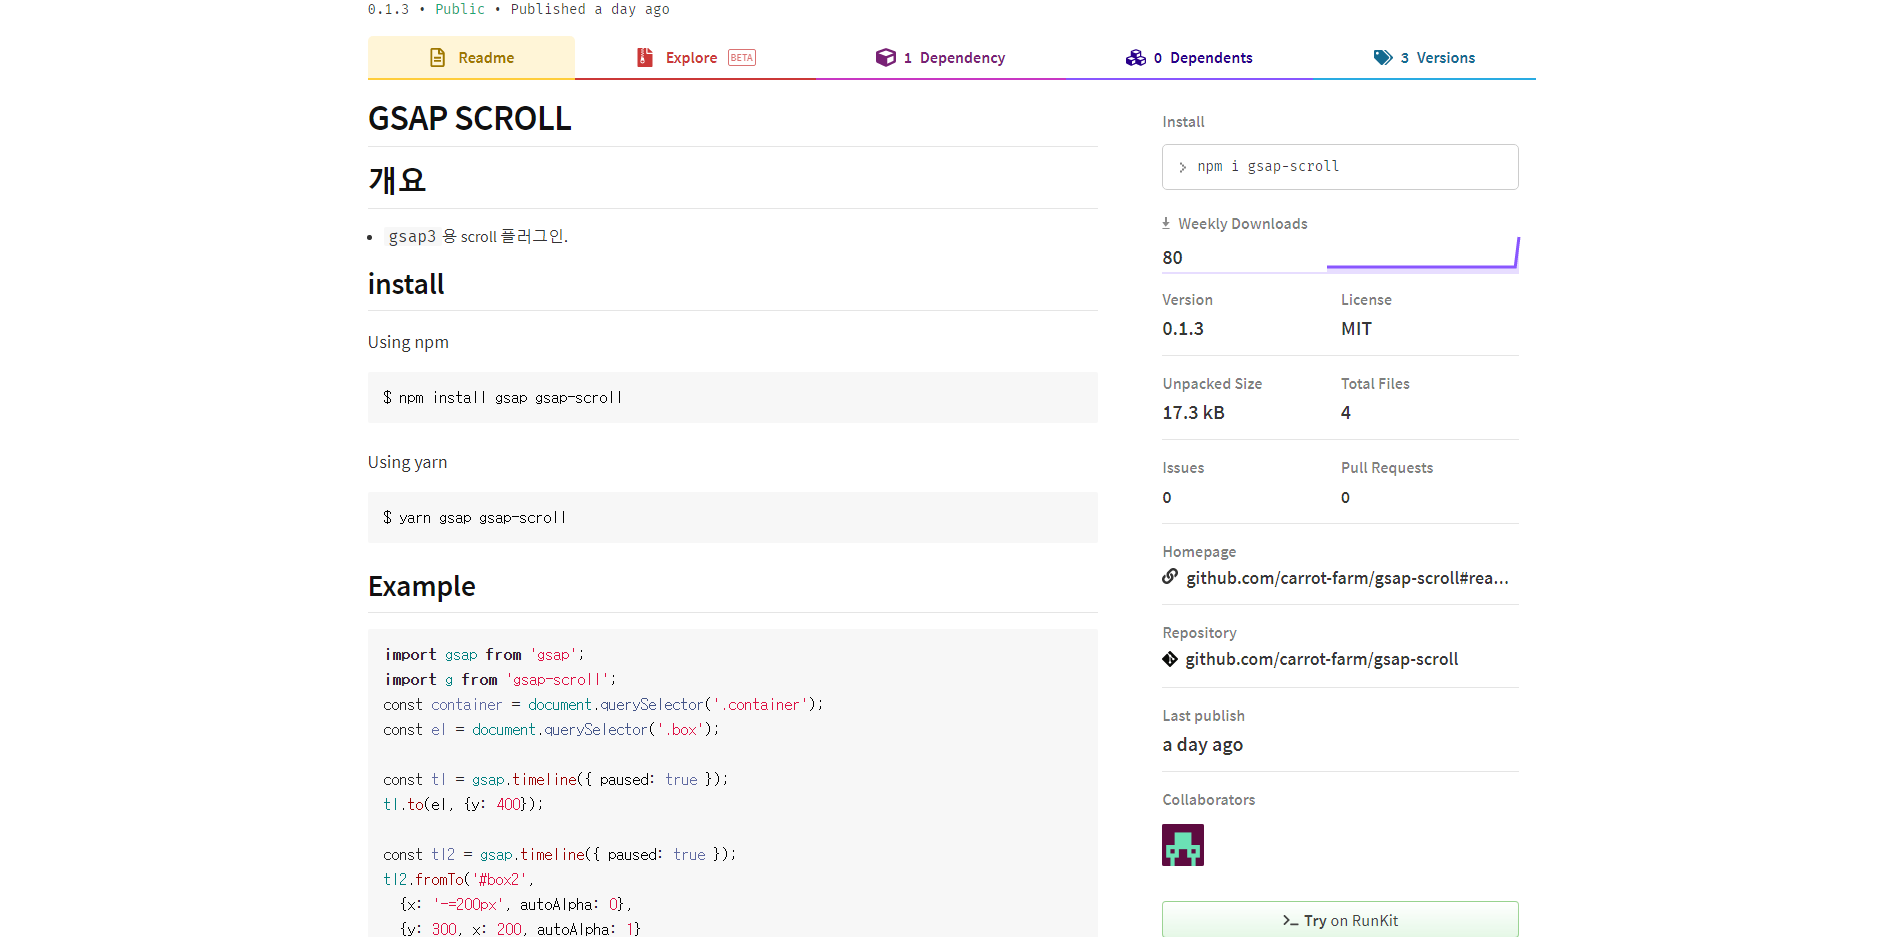 0.1.3 • Public • Published a day ago
Readme
Explore BETA
1 Dependency
0 Dependents
3 Versions
GSAP SCROLL
개요
• gsap3 용 scroll 플러그인.
install
Using npm
$ npm install gsap gsap-scroll
Using yarn
$ yarn gsap gsap-scroll
Example
import gsap from 'gsap';
import g from 'gsap-scroll';
const container = document.querySelector('.container');
const el = document.querySelector('.box');
const tl = gsap.timeline({ paused: true });
tl.to(el, {y: 400});
const tl2 = gsap.timeline({ paused: true });
tl2.fromTo('#box2',
{x: '-=200px', autoAlpha: 0},
{y: 300, x: 200, autoAlpha: 1}
Install
> npm i gsap-scroll
Weekly Downloads
80
Version
0.1.3
License
MIT
Unpacked Size
17.3 kB
Total Files
4
Issues
0
Pull Requests
0
Homepage
github.com/carrot-farm/gsap-scroll#rea...
Repository
github.com/carrot-farm/gsap-scroll
Last publish
a day ago
Collaborators
Try on RunKit